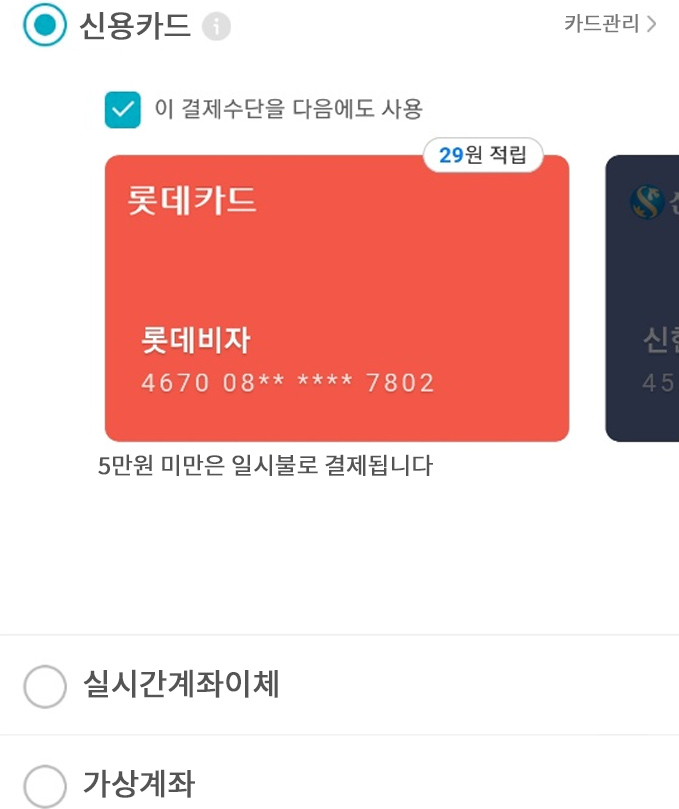 신용카드
카드관리
이 결제수단을 다음에도 사용
29원 적립
롯데카드
롯데비자
4670 08** **** 7802
신한
45
5만원 미만은 일시불로 결제됩니다
실시간계좌이체
가상계좌